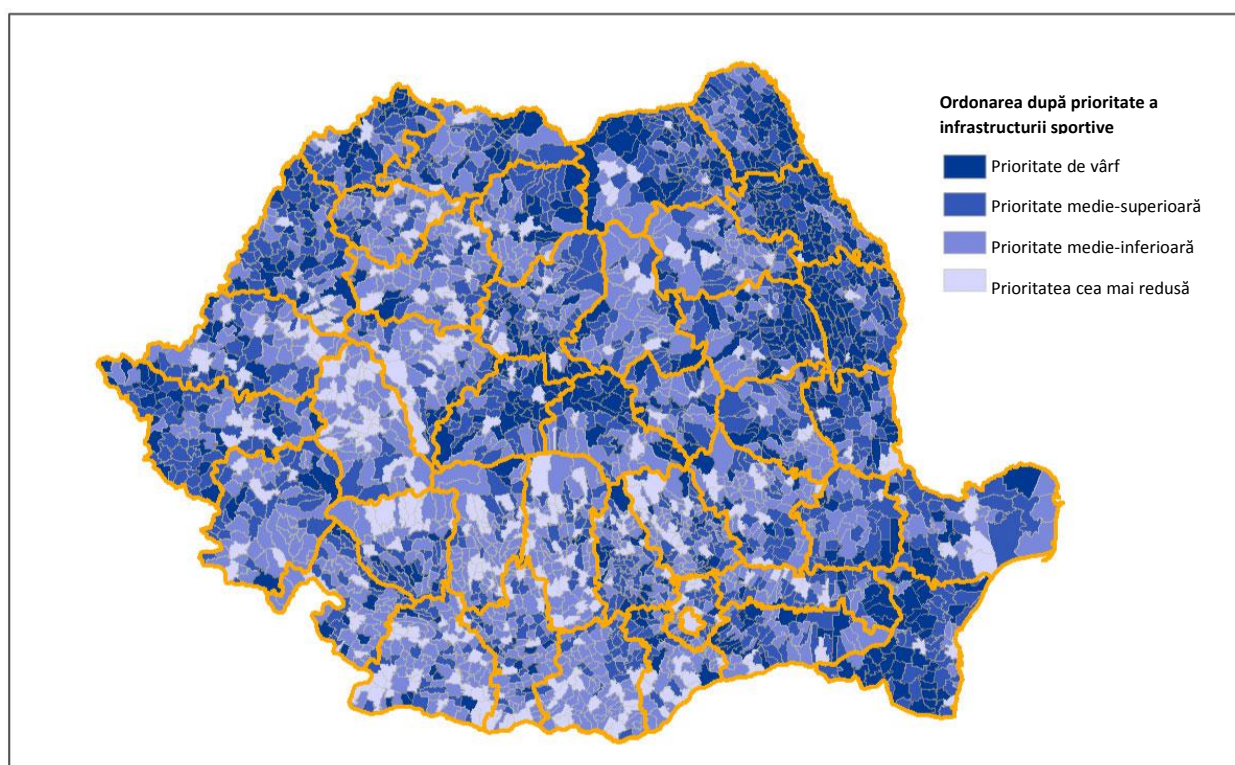 Ordonarea după prioritate a
infrastructurii sportive
Prioritate de vârf
Prioritate medie-superioară
Prioritate medie-inferioară
Prioritatea cea mai redusă